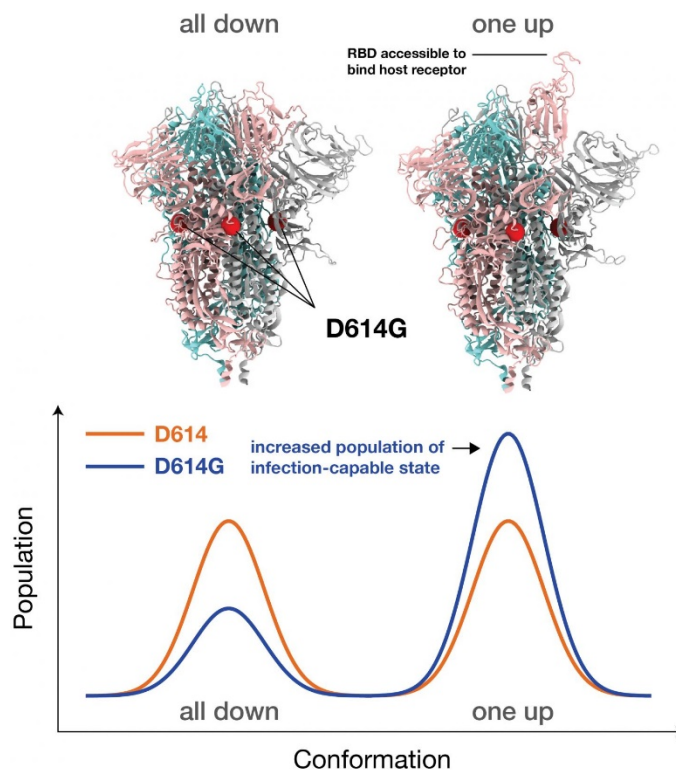 all down
one up
RBD accessible to
bind host receptor
D614G
D614
D614G
increased population of
infection-capable state
Population
all down
one up
Conformation